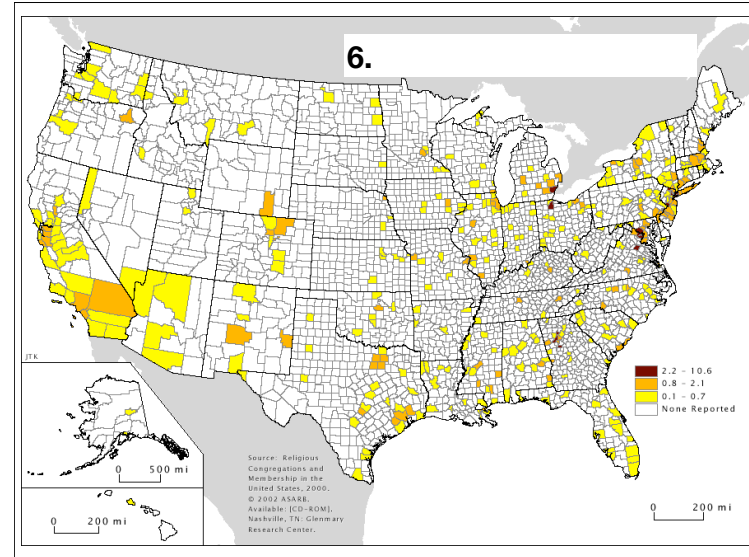 6.
JTK
2.2 - 10.6
0.8 - 2.1
0.1 - 0.7
None Reported
0 500 mi
Source: Religious
Congregations and
Membership in the
United States, 2000.
© 2002 ASARB.
Available: [CD-ROM].
Nashville, TN: Glenmary
Research Center.
0 200 mi
0 200 mi